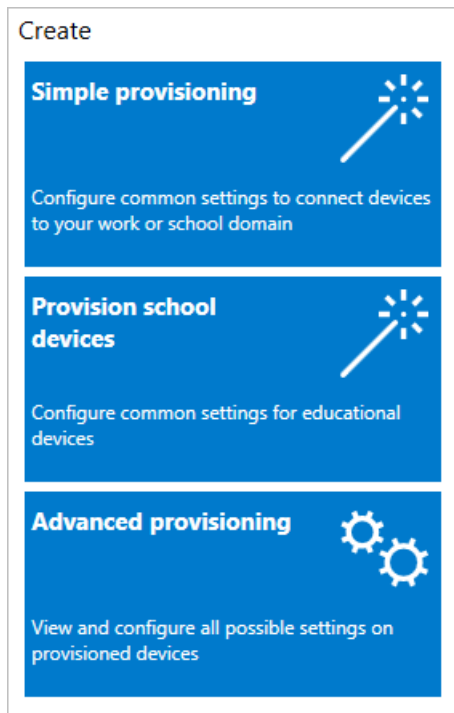 Create
Simple provisioning
Configure common settings to connect devices
to your work or school domain
Provision school
devices
Configure common settings for educational
devices
Advanced provisioning
View and configure all possible settings on
provisioned devices